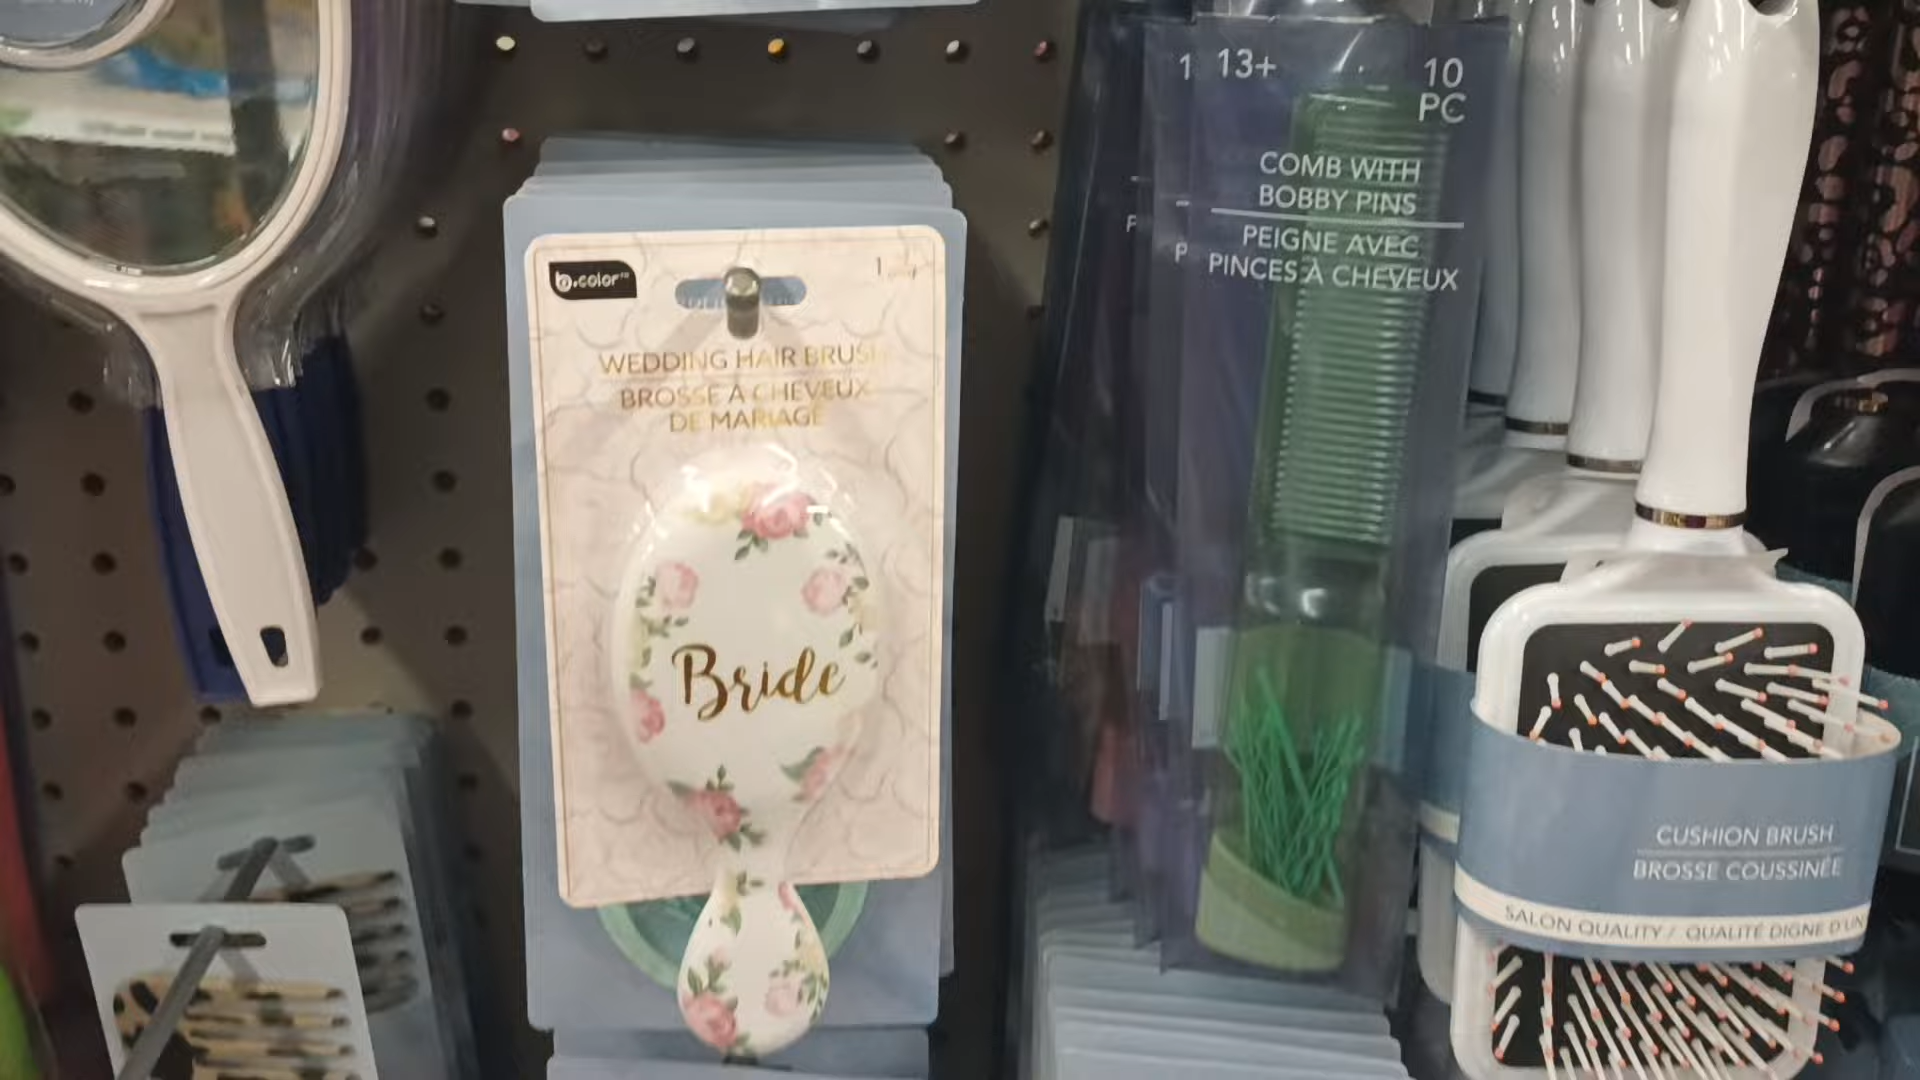 b.color™
WEDDING HAIR BRUSH
BROSSE À CHEVEUX
DE MARIAGE
Bride
13+
10
PC
COMB WITH
BOBBY PINS
PEIGNE AVEC
PINCES À CHEVEUX
CUSHION BRUSH
BROSSE COUSSINÉE
SALON QUALITY / QUALITÉ DIGNE D'UN